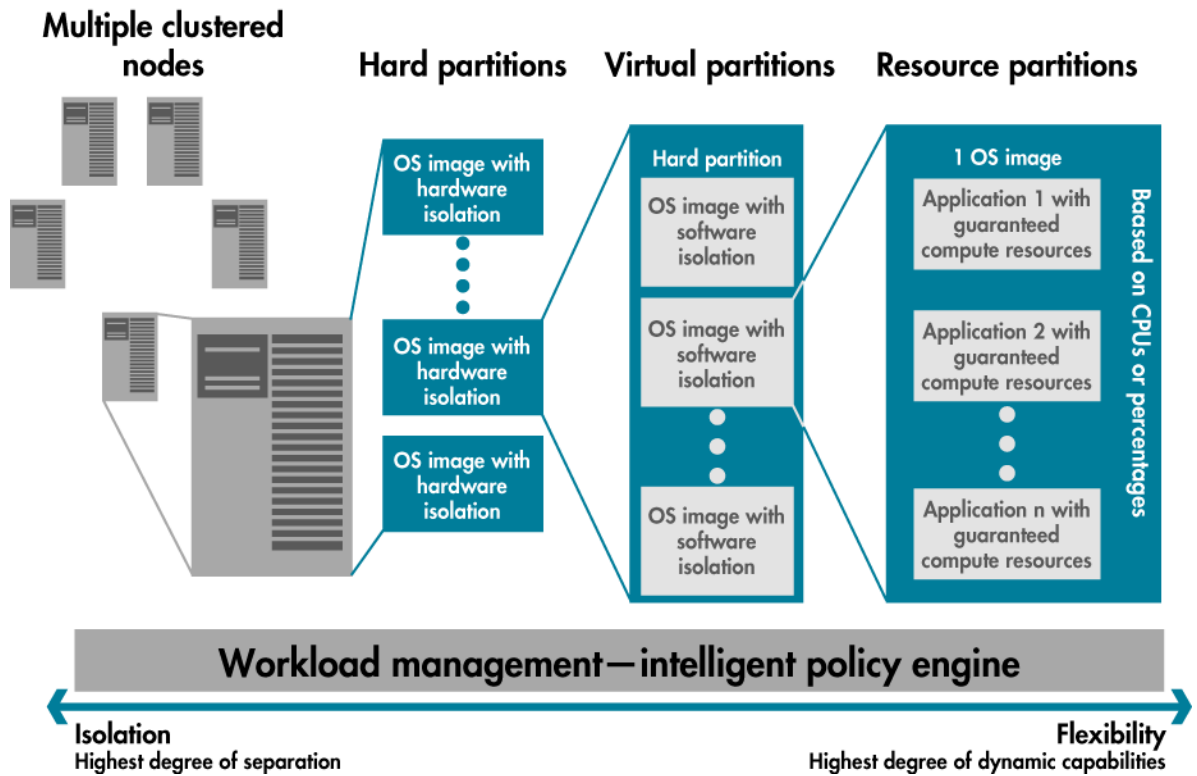 Multiple clustered
nodes
Hard partitions
Virtual partitions
Resource partitions
OS image with
hardware
isolation
OS image with
hardware
isolation
OS image with
hardware
isolation
Hard partition
OS image with
software
isolation
OS image with
software
isolation
OS image with
software
isolation
1 OS image
Application 1 with
guaranteed
compute resources
Application 2 with
guaranteed
compute resources
Application n with
guaranteed
compute resources
Baased on CPUs or percentages
Workload management—intelligent policy engine
Isolation
Highest degree of separation
Flexibility
Highest degree of dynamic capabilities